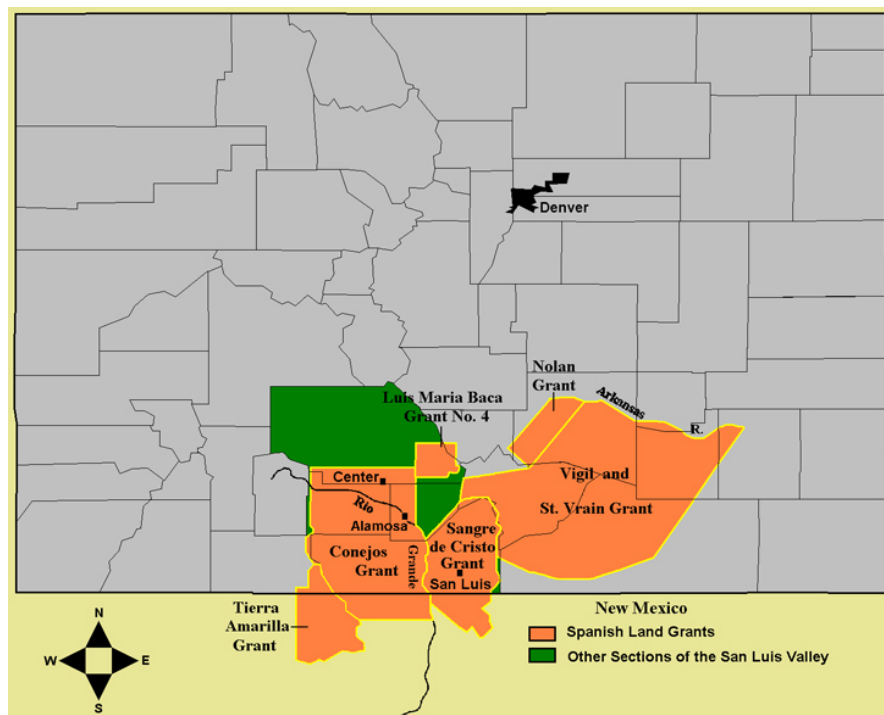 Denver
Nolan
Grant
Luis Maria Baca
Grant No. 4
Arkansas
R.
Center
Rio
Vigil and
St. Vrain Grant
Alamosa
Sangre
de Cristo
Grant
Conejos
Grant
Grande
San Luis
Tierra
Amarilla
Grant
New Mexico
Spanish Land Grants
Other Sections of the San Luis Valley
N
W
E
S